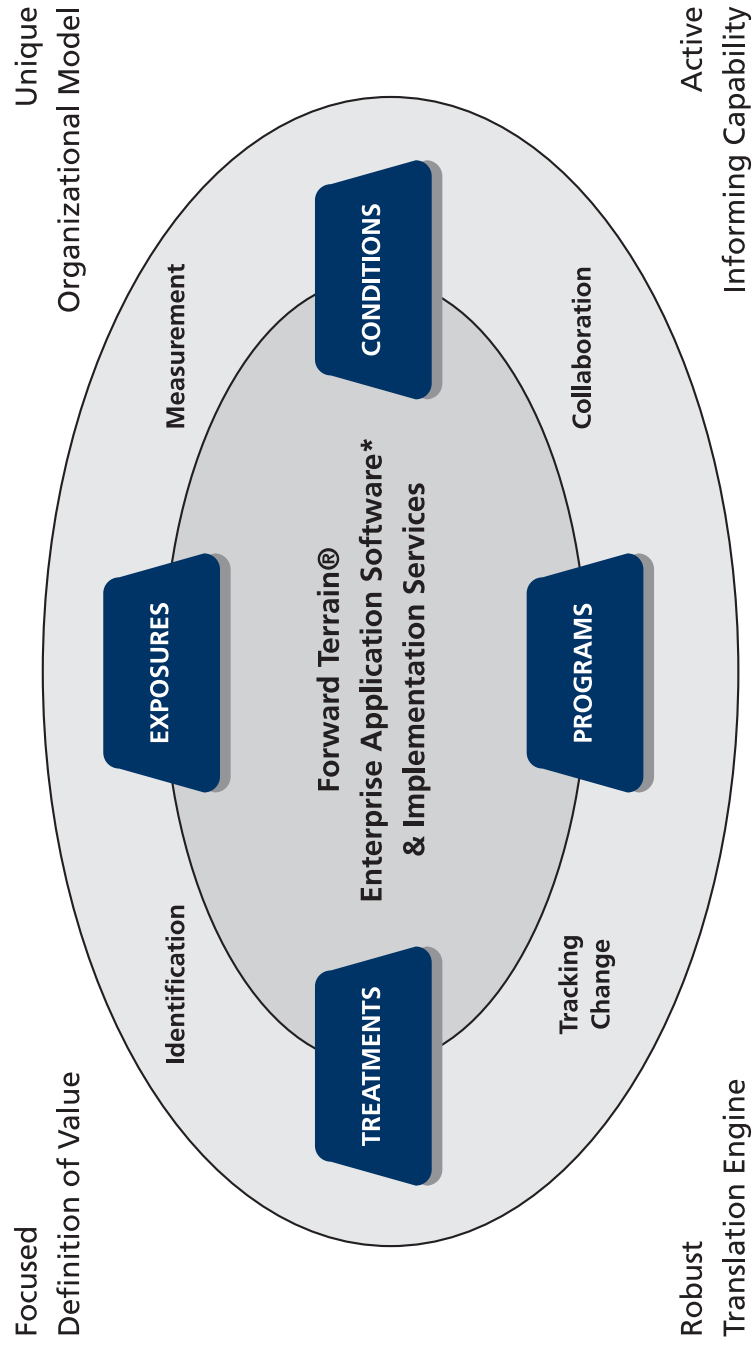 Focused
Definition of Value
Unique
Organizational Model
Identification
EXPOSURES
Measurement
TREATMENTS
Forward Terrain®
Enterprise Application Software*
& Implementation Services
CONDITIONS
Tracking
Change
PROGRAMS
Collaboration
Robust
Translation Engine
Active
Informing Capability